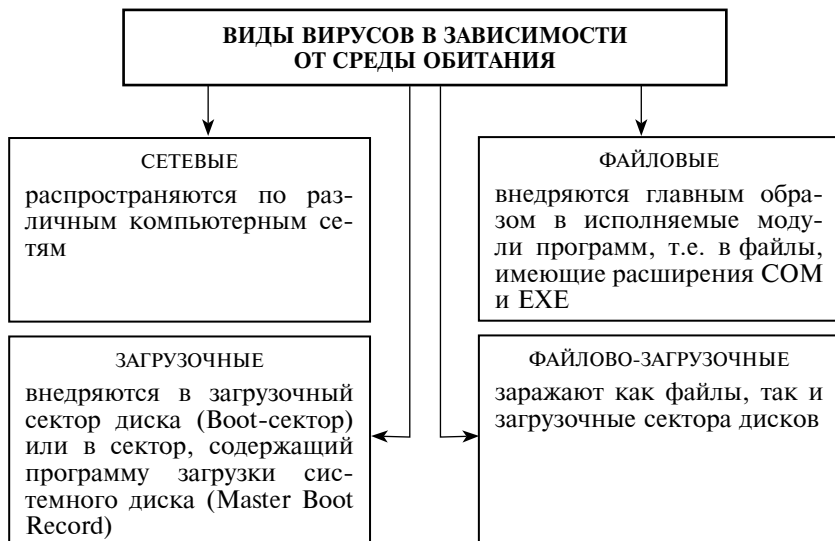 ВИДЫ ВИРУСОВ В ЗАВИСИМОСТИ
ОТ СРЕДЫ ОБИТАНИЯ
СЕТЕВЫЕ
распространяются по раз-
личным компьютерным се-
тям
ФАЙЛОВЫЕ
внедряются главным обра-
зом в исполняемые моду-
ли программ, т.е. в файлы,
имеющие расширения COM
и EXE
ЗАГРУЗОЧНЫЕ
внедряются в загрузочный
сектор диска (Boot-сектор)
или в сектор, содержащий
программу загрузки сис-
темного диска (Master Boot
Record)
ФАЙЛОВО-ЗАГРУЗОЧНЫЕ
заражают как файлы, так и
загрузочные сектора дисков